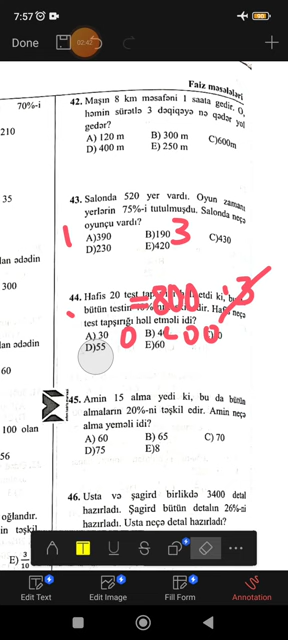 7:57
Done
02:42
Faiz məsələləri
70%-i
210
42. Maşın 8 km məsafəni 1 saata gedir. O,
həmin sürətlə 3 dəqiqəyə nə qədər yol
gedər?
A) 120 m B) 300 m C)600m
D) 400 m E) 250 m
35
43. Salonda 520 yer vardı. Oyun zamanı
yerlərin 75%-i tutulmuşdu. Salonda neçə
oyunçu vardı?
A)390 B)190 C)430
D)230 E)420
1 3
lan ədədin
300
44. Hafis 20 test
bütün testin
test tapşırığı həll etməli idi?
A) 30
D)55 E)60
=800
0 200
lan ədədin
60
45. Amin 15 alma yedi ki, bu da bütün
almaların 20%-ni təşkil edir. Amin neçə
alma yeməli idi?
A) 60 B) 65 C) 70
D)75 E)8
100 olan
56
46. Usta və şagird birlikdə 3400 detal
hazırladı. Şagird bütün detalın 26%-ni
hazırladı. Usta neçə detal hazırladı?
oğlandır.
in təşkil
E) 3/10
Edit Text Edit Image Fill Form Annotation